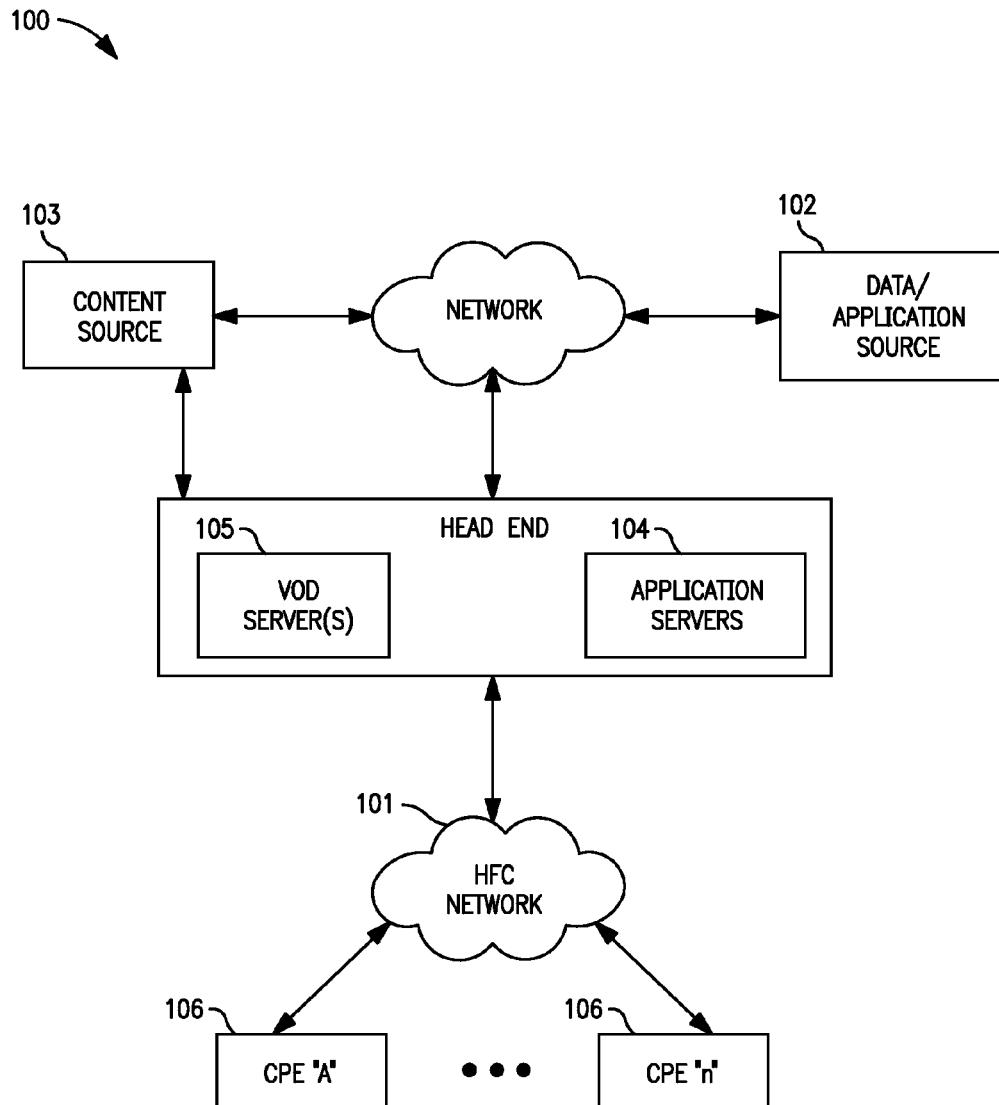 100
103
102
CONTENT
SOURCE
NETWORK
DATA/
APPLICATION
SOURCE
HEAD END
105
104
VOD
SERVER(S)
APPLICATION
SERVERS
101
HFC
NETWORK
106
106
CPE "A"
CPE "n"